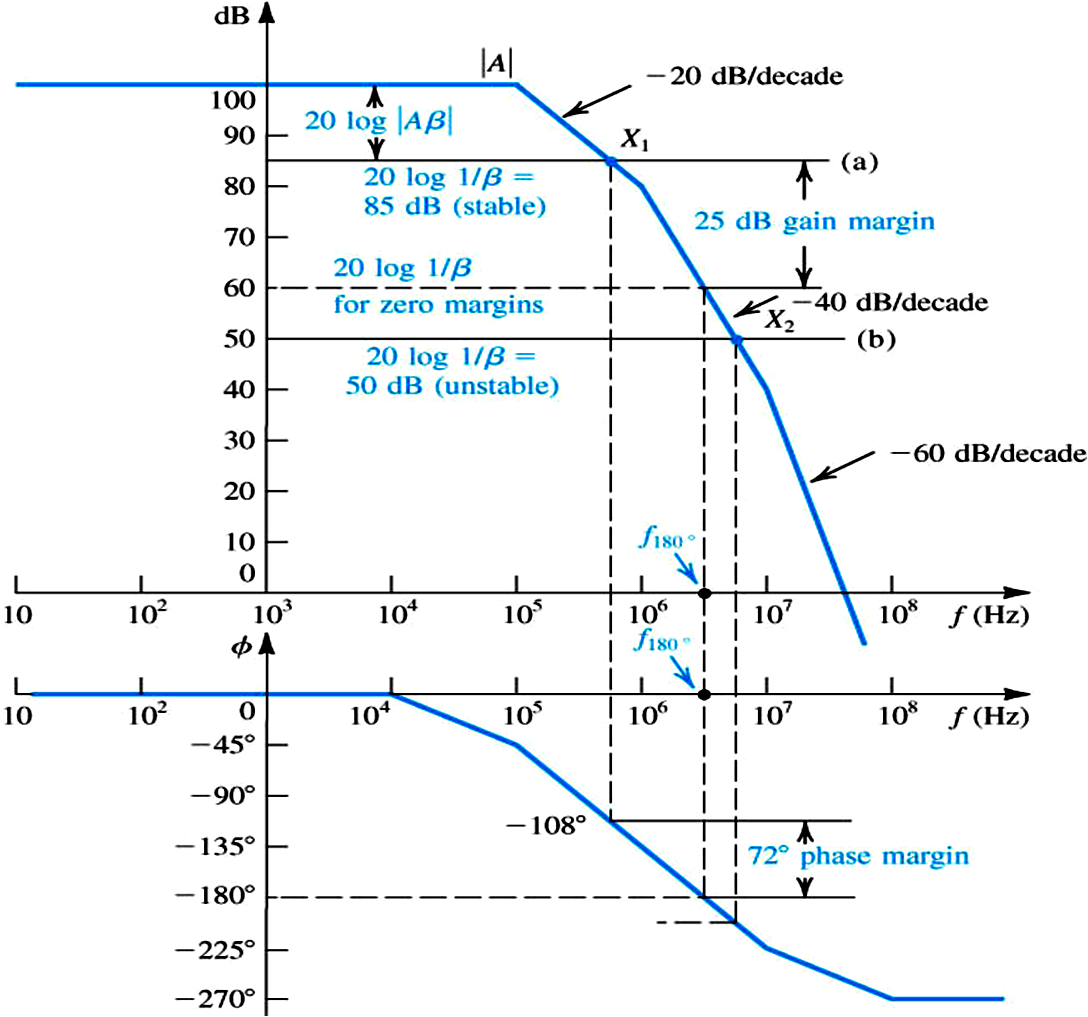 dB
|A|
−20 dB/decade
100
20 log |Aβ|
90
X₁
(a)
20 log 1/β =
80
85 dB (stable)
25 dB gain margin
70
20 log 1/β
60
for zero margins
−40 dB/decade
X₂
50
(b)
20 log 1/β =
50 dB (unstable)
40
−60 dB/decade
30
20
10
f180°
0
10 10² 10³ 10⁴ 10⁵ 10⁶ 10⁷ 10⁸ f (Hz)
ϕ
f180°
10 10² 0 10⁴ 10⁵ 10⁶ 10⁷ 10⁸ f (Hz)
−45°
−90°
−108°
−135°
72° phase margin
−180°
−225°
−270°